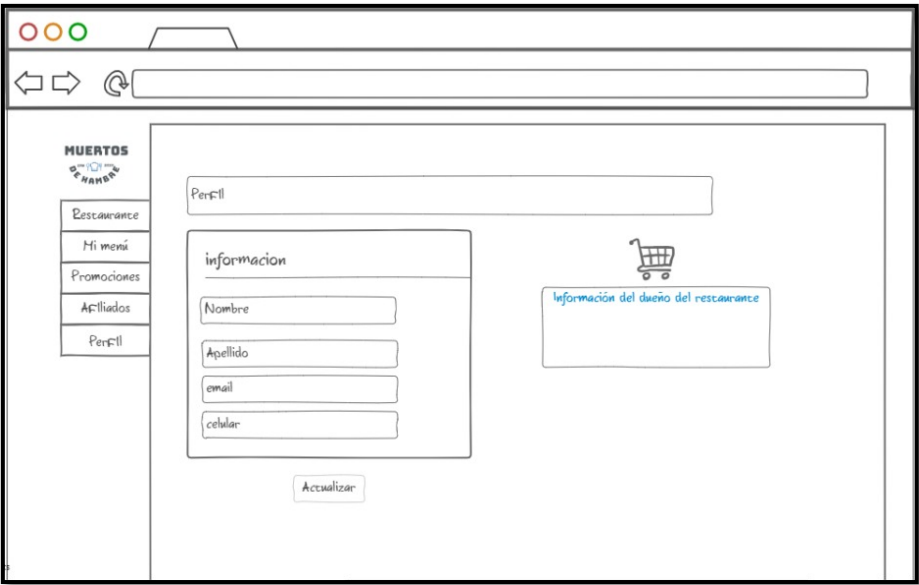 MUERTOS
DE HAMBRE
Restaurante
Mi menú
Promociones
Afiliados
Perfil
Perfil
informacion
Nombre
Apellido
email
celular
Actualizar
Información del dueño del restaurante